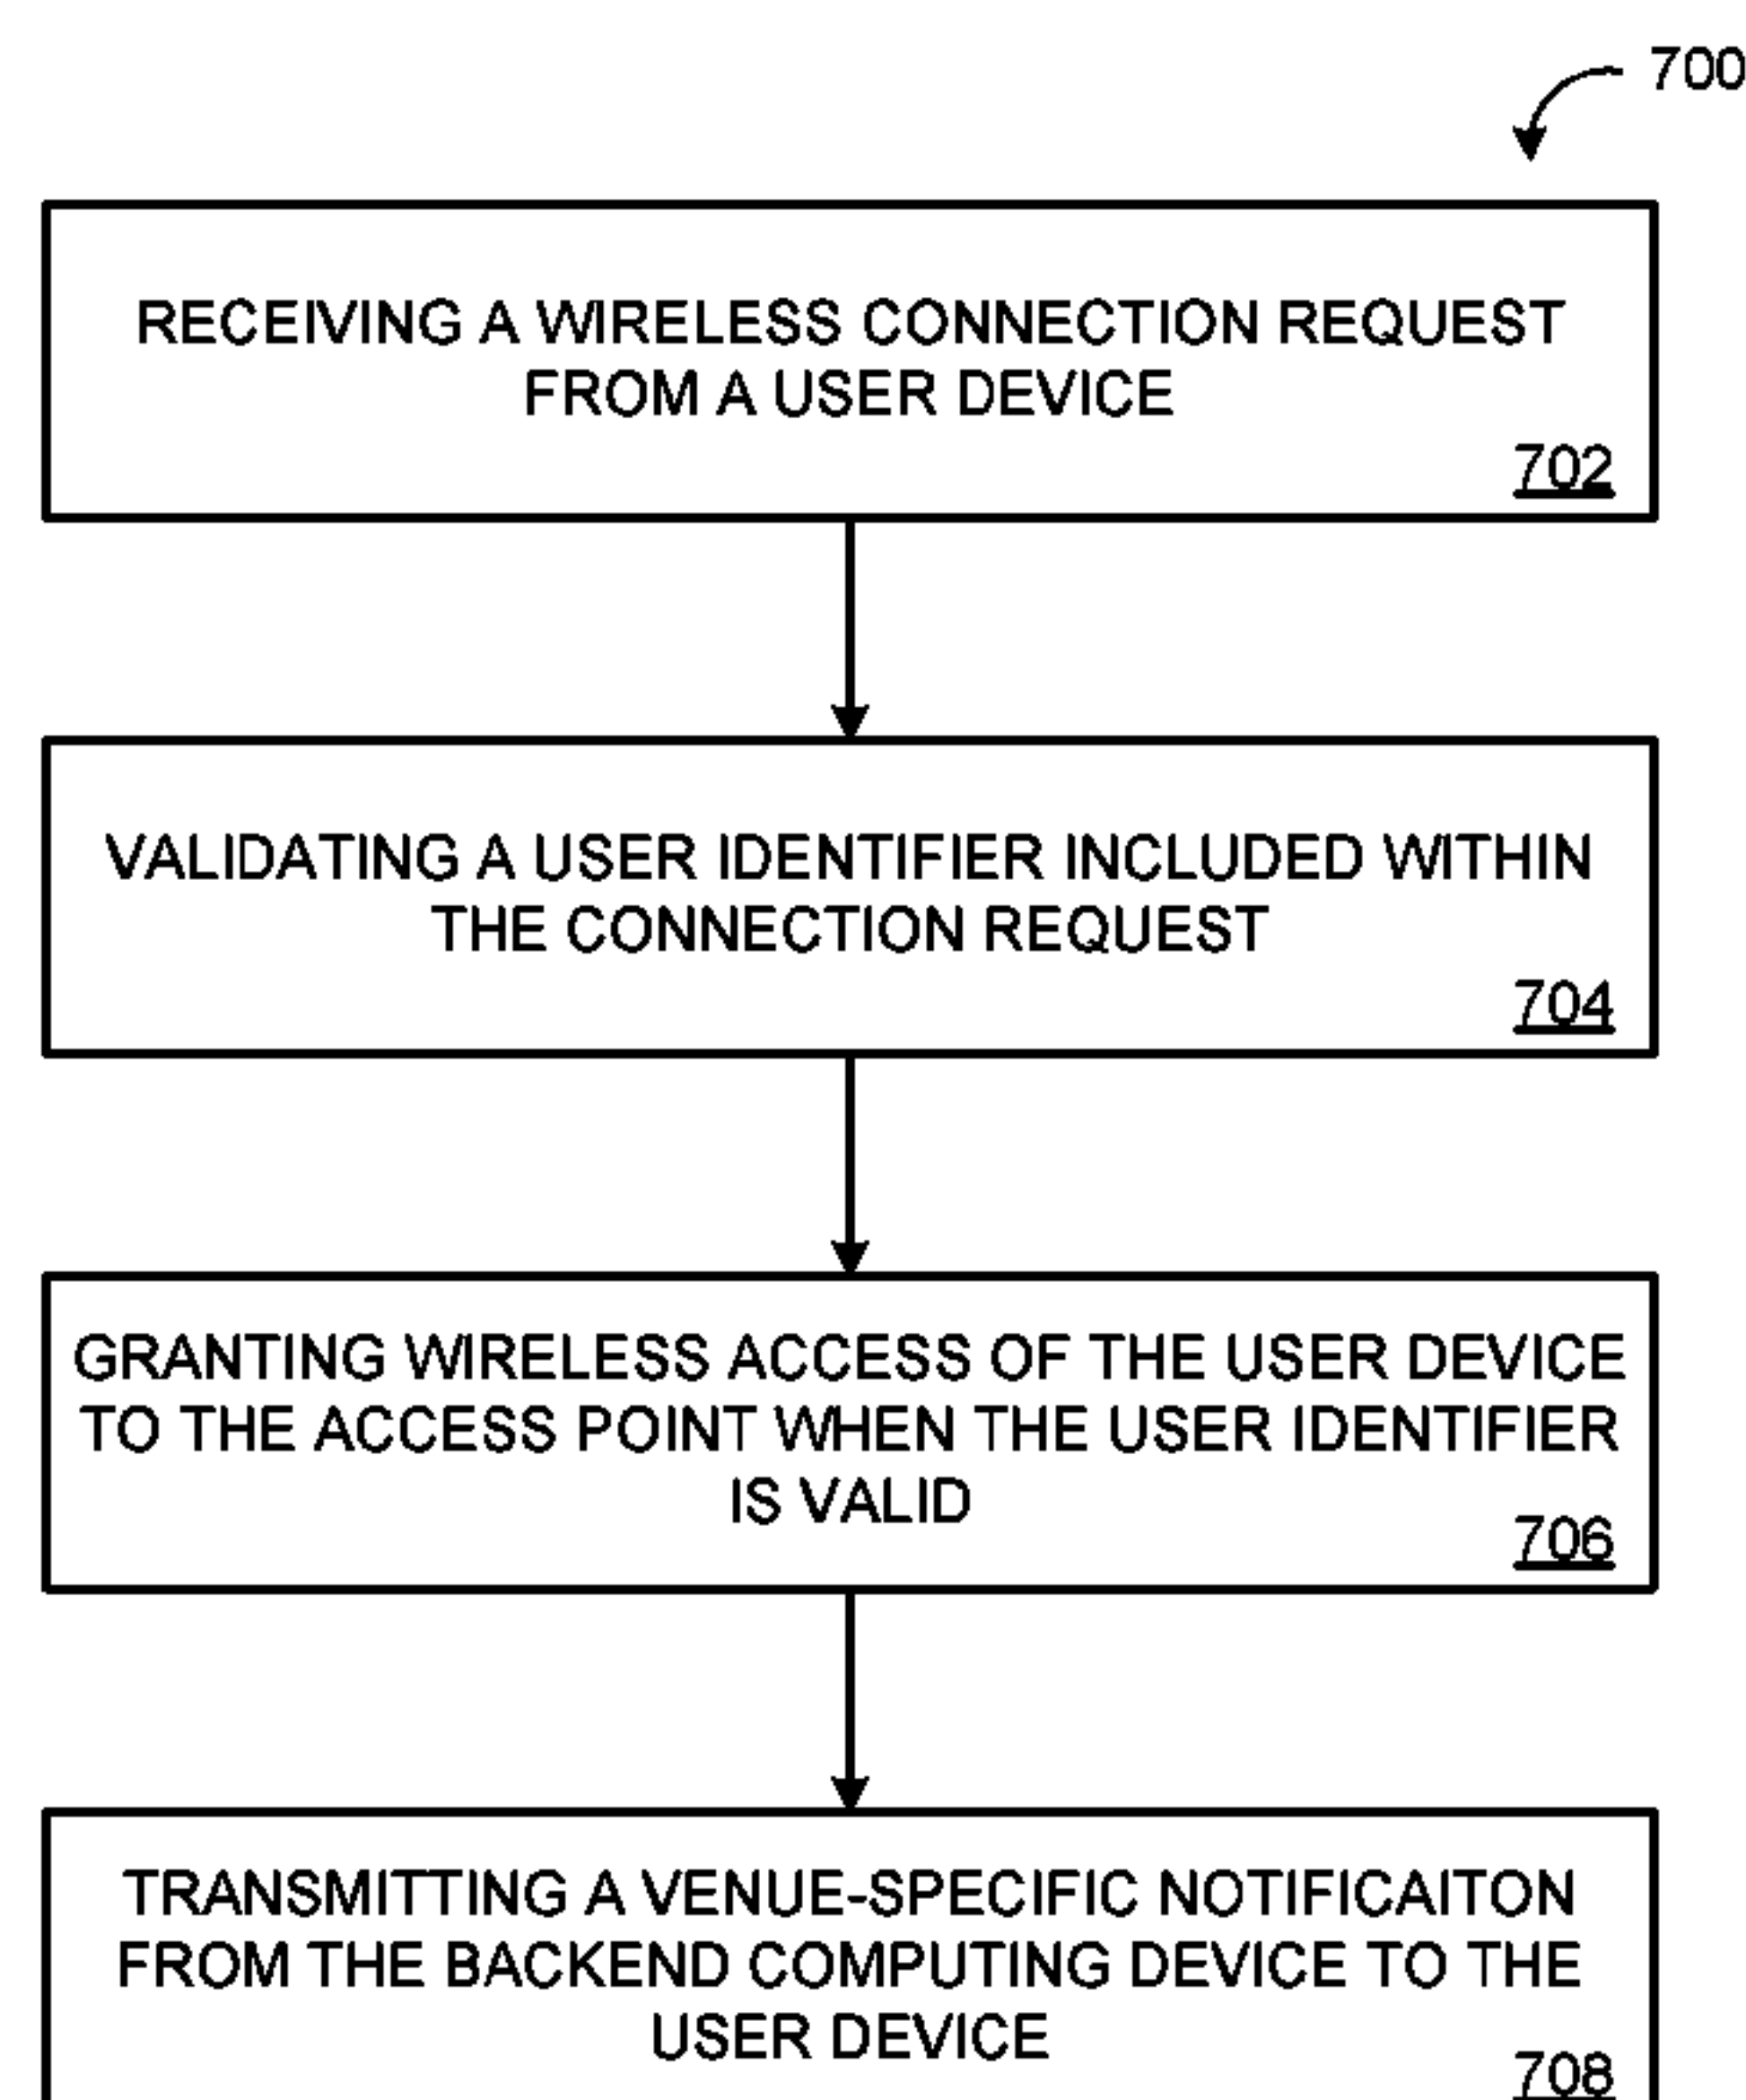 700
RECEIVING A WIRELESS CONNECTION REQUEST
FROM A USER DEVICE
702
VALIDATING A USER IDENTIFIER INCLUDED WITHIN
THE CONNECTION REQUEST
704
GRANTING WIRELESS ACCESS OF THE USER DEVICE
TO THE ACCESS POINT WHEN THE USER IDENTIFIER
IS VALID
706
TRANSMITTING A VENUE-SPECIFIC NOTIFICAITON
FROM THE BACKEND COMPUTING DEVICE TO THE
USER DEVICE
708